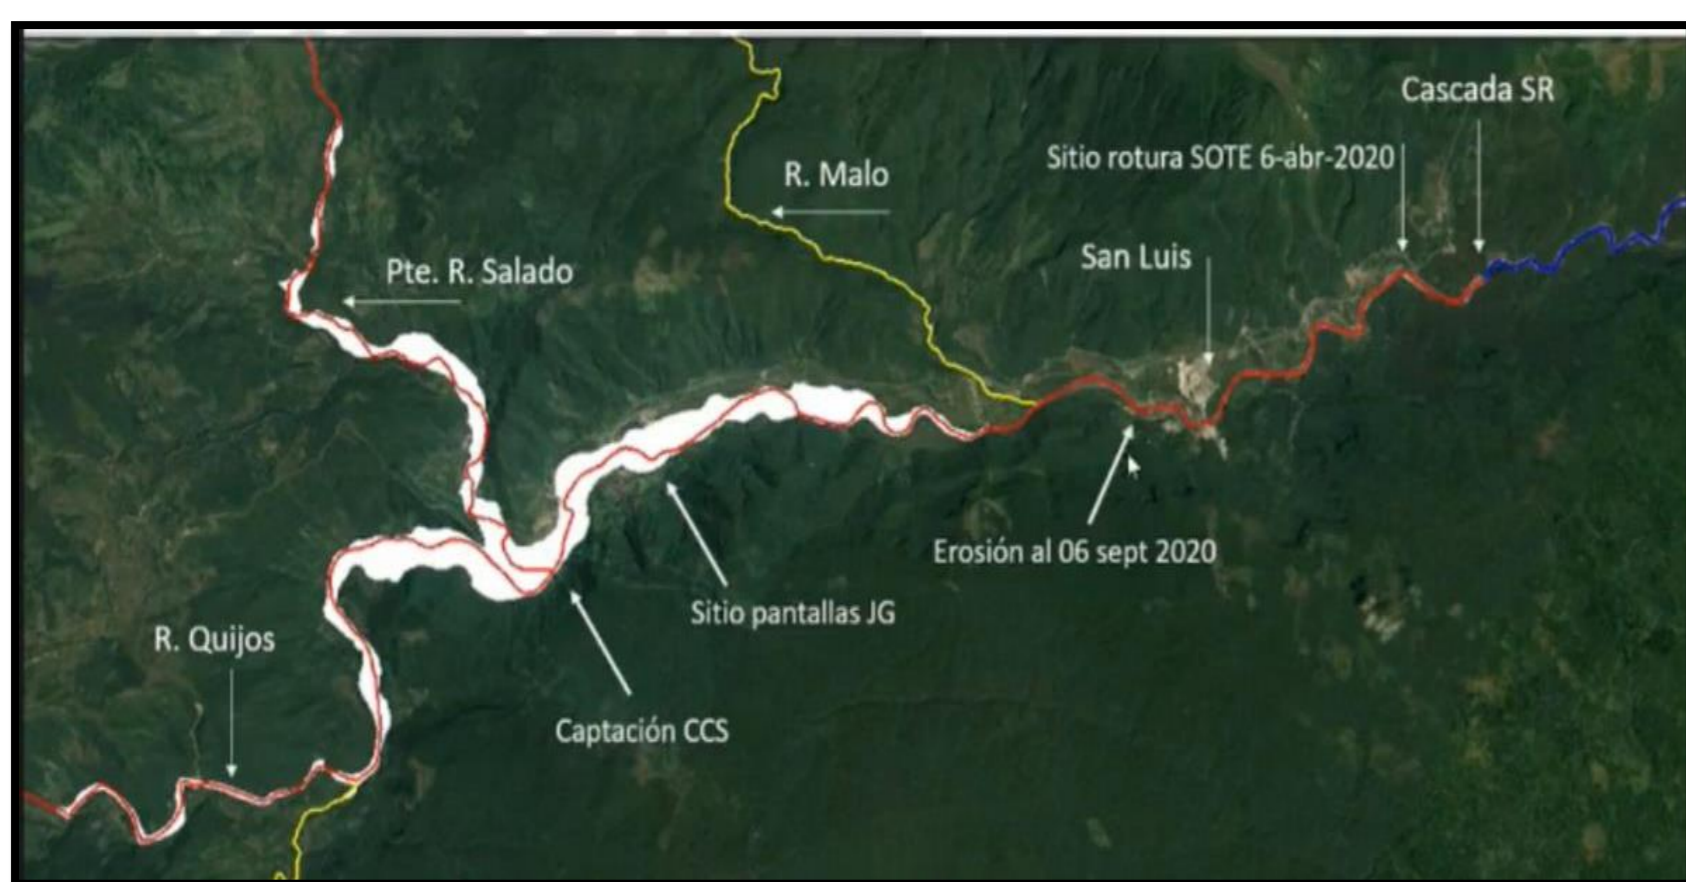 Cascada SR
Sitio rotura SOTE 6-abr-2020
R. Malo
San Luis
Pte. R. Salado
Erosión al 06 sept 2020
Sitio pantallas JG
R. Quijos
Captación CCS